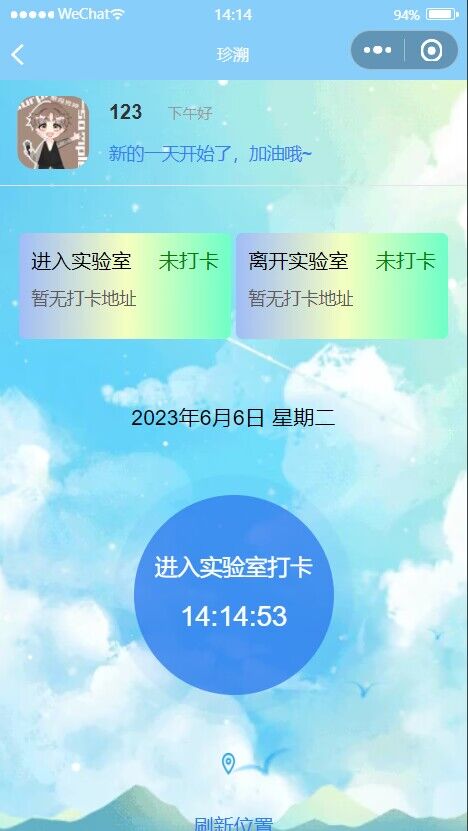 WeChat 14:14 94%
珍溯
123 下午好
新的一天开始了，加油哦~
进入实验室 未打卡
暂无打卡地址
离开实验室 未打卡
暂无打卡地址
2023年6月6日 星期二
进入实验室打卡
14:14:53
刷新位置